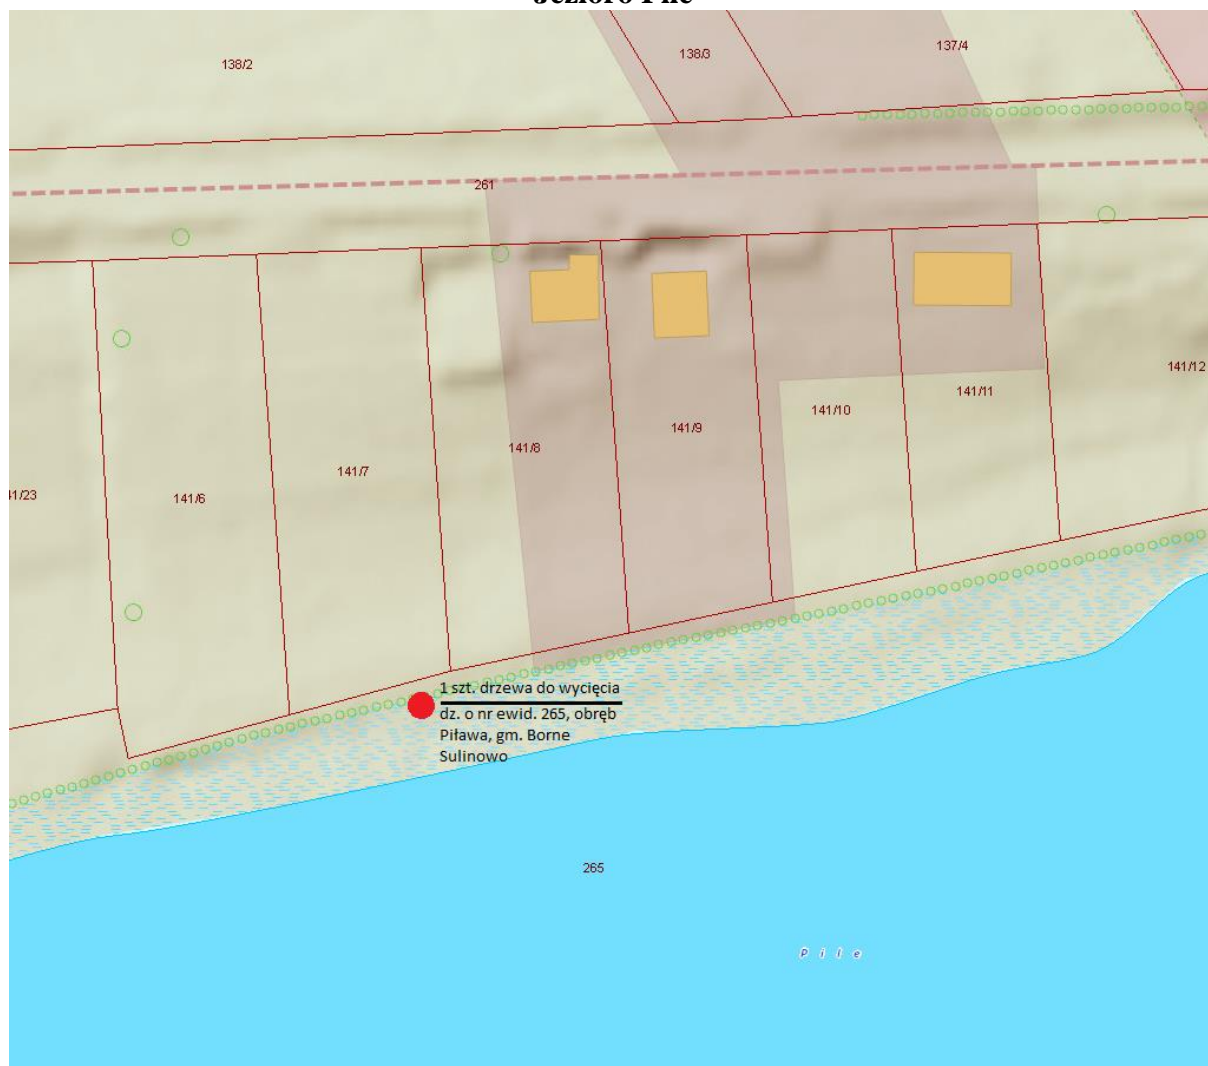 Jezioro Pile
138/2
138/3
137/4
261
141/12
141/11
141/10
141/9
141/8
141/7
1/23
141/6
1 szt. drzewa do wycięcia
dz. o nr ewid. 265, obręb
Piława, gm. Borne
Sulinowo
265
Pile